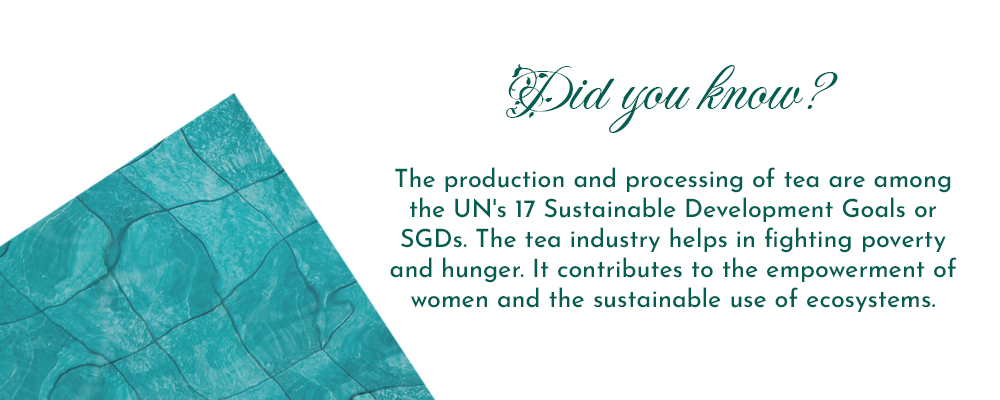 Did you know?
The production and processing of tea are among
the UN's 17 Sustainable Development Goals or
SGDs. The tea industry helps in fighting poverty
and hunger. It contributes to the empowerment of
women and the sustainable use of ecosystems.